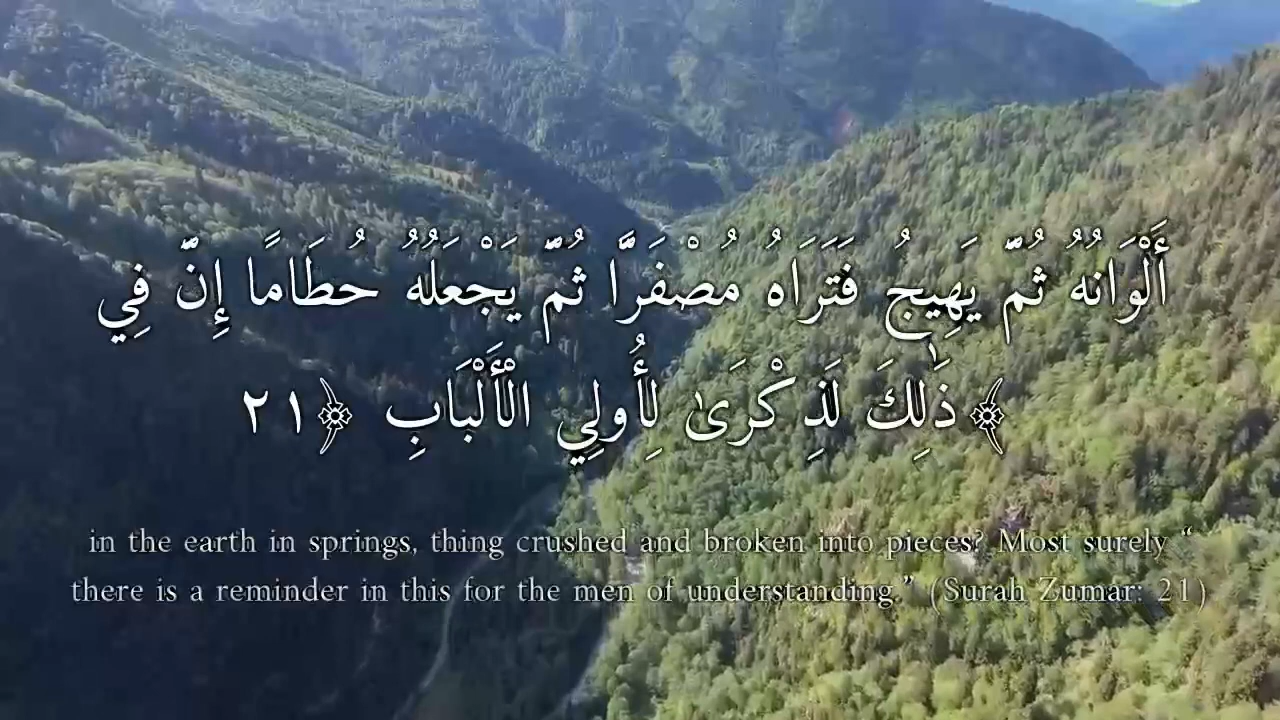 أَلْوَانُهُ ثُمَّ يَهِيجُ فَتَرَاهُ مُصْفَرًّا ثُمَّ يَجْعَلُهُ حُطَامًا إِنَّ فِي
﴾ذَٰلِكَ لَذِكْرَىٰ لِأُولِي الْأَلْبَابِ ﴿٢١
in the earth in springs, thing crushed and broken into pieces? Most surely “
there is a reminder in this for the men of understanding.” (Surah Zumar: 21)